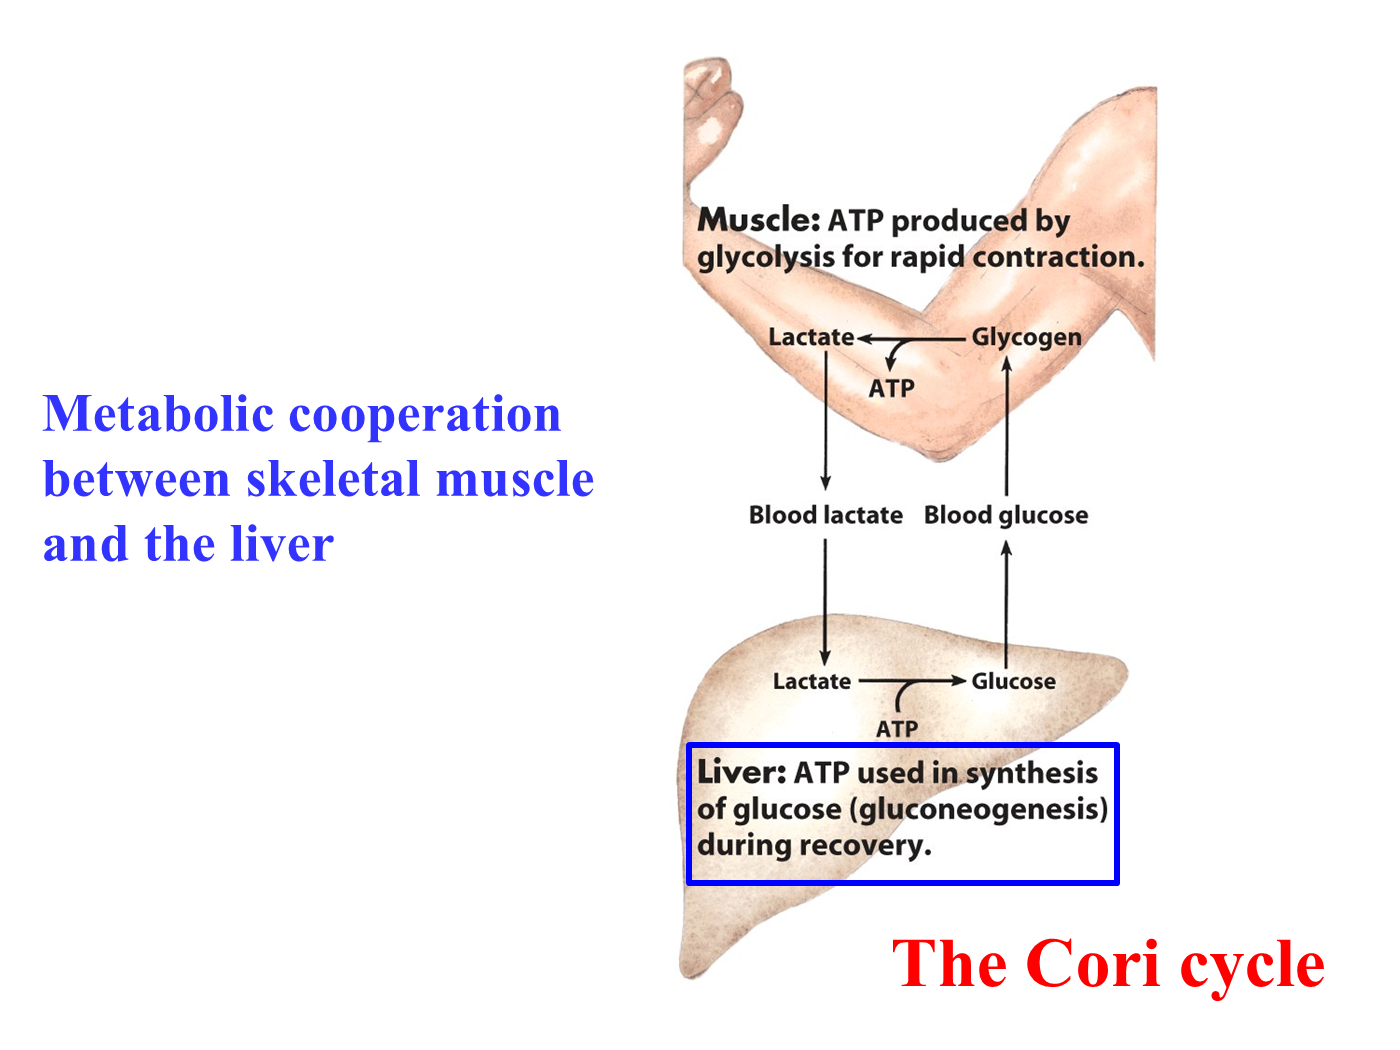 Metabolic cooperation
between skeletal muscle
and the liver
Muscle: ATP produced by
glycolysis for rapid contraction.
Lactate
Glycogen
ATP
Blood lactate
Blood glucose
Lactate
Glucose
ATP
Liver: ATP used in synthesis
of glucose (gluconeogenesis)
during recovery.
The Cori cycle